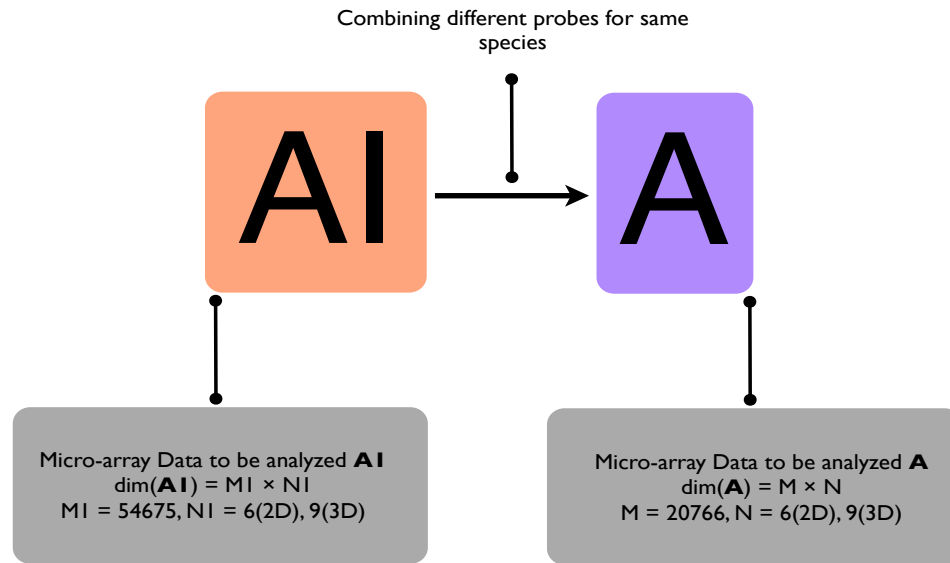 Combining different probes for same
species
A1
A
Micro-array Data to be analyzed A1
dim(A1) = M1 × N1
M1 = 54675, N1 = 6(2D), 9(3D)
Micro-array Data to be analyzed A
dim(A) = M × N
M = 20766, N = 6(2D), 9(3D)